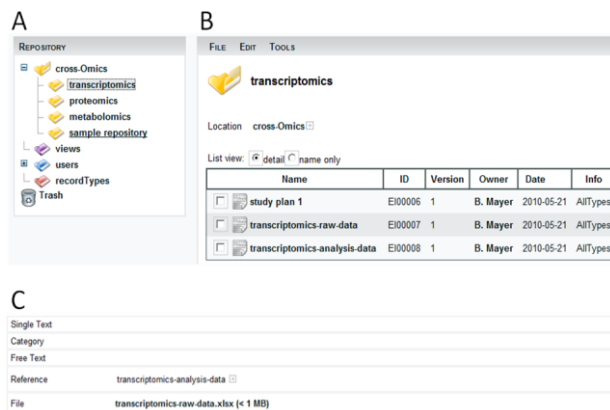 A
REPOSITORY
cross-Omics
transcriptomics
proteomics
metabolomics
sample repository
views
users
recordTypes
Trash
B
FILE EDIT TOOLS
transcriptomics
Location cross-Omics
List view: detail name only
Name ID Version Owner Date Info
study plan 1 EI00006 1 B. Mayer 2010-05-21 AllTypes
transcriptomics-raw-data EI00007 1 B. Mayer 2010-05-21 AllTypes
transcriptomics-analysis-data EI00008 1 B. Mayer 2010-05-21 AllTypes
C
Single Text
Category
Free Text
Reference transcriptomics-analysis-data
File transcriptomics-raw-data.xlsx (< 1 MB)